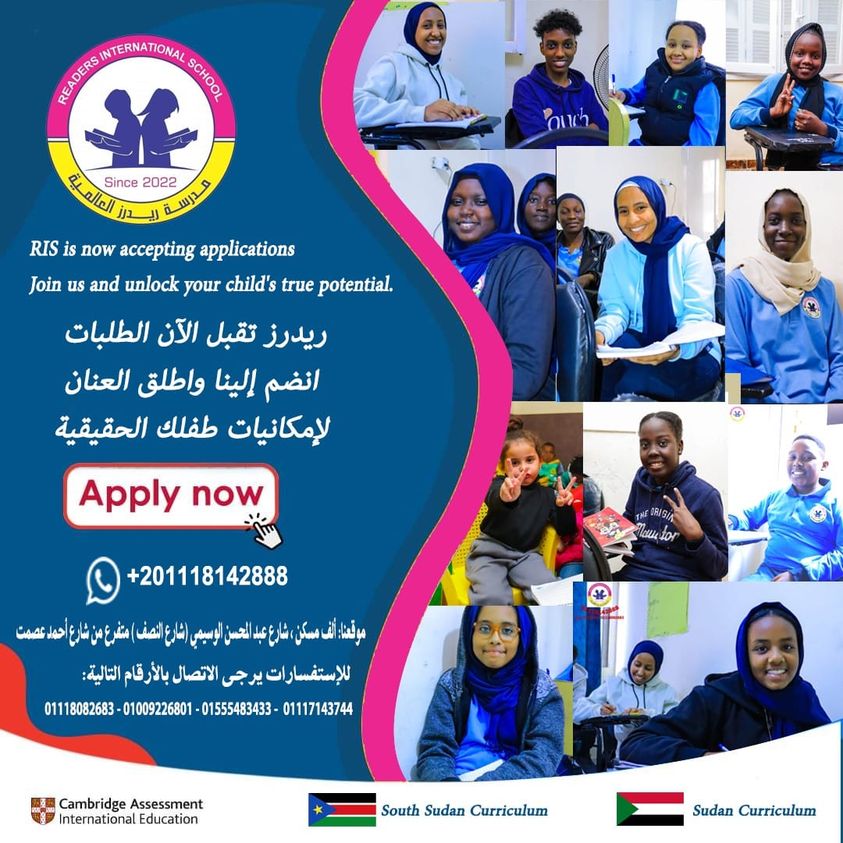 READERS INTERNATIONAL SCHOOL
Since 2022
مدرسة ريدرز العالمية
RIS is now accepting applications
Join us and unlock your child's true potential.
ريدرز تقبل الآن الطلبات
انضم إلينا واطلق العنان
لإمكانيات طفلك الحقيقية
Apply now
+201118142888
موقعنا: ألف مسكن ، شارع عبد المحسن الوسيمي (شارع النصف ) متفرع من شارع أحمد عصمت
للإستفسارات يرجى الاتصال بالأرقام التالية:
01118082683 - 01009226801 - 01555483433 - 01117143744
THE ORIGIN
Cambridge Assessment
International Education
South Sudan Curriculum
Sudan Curriculum